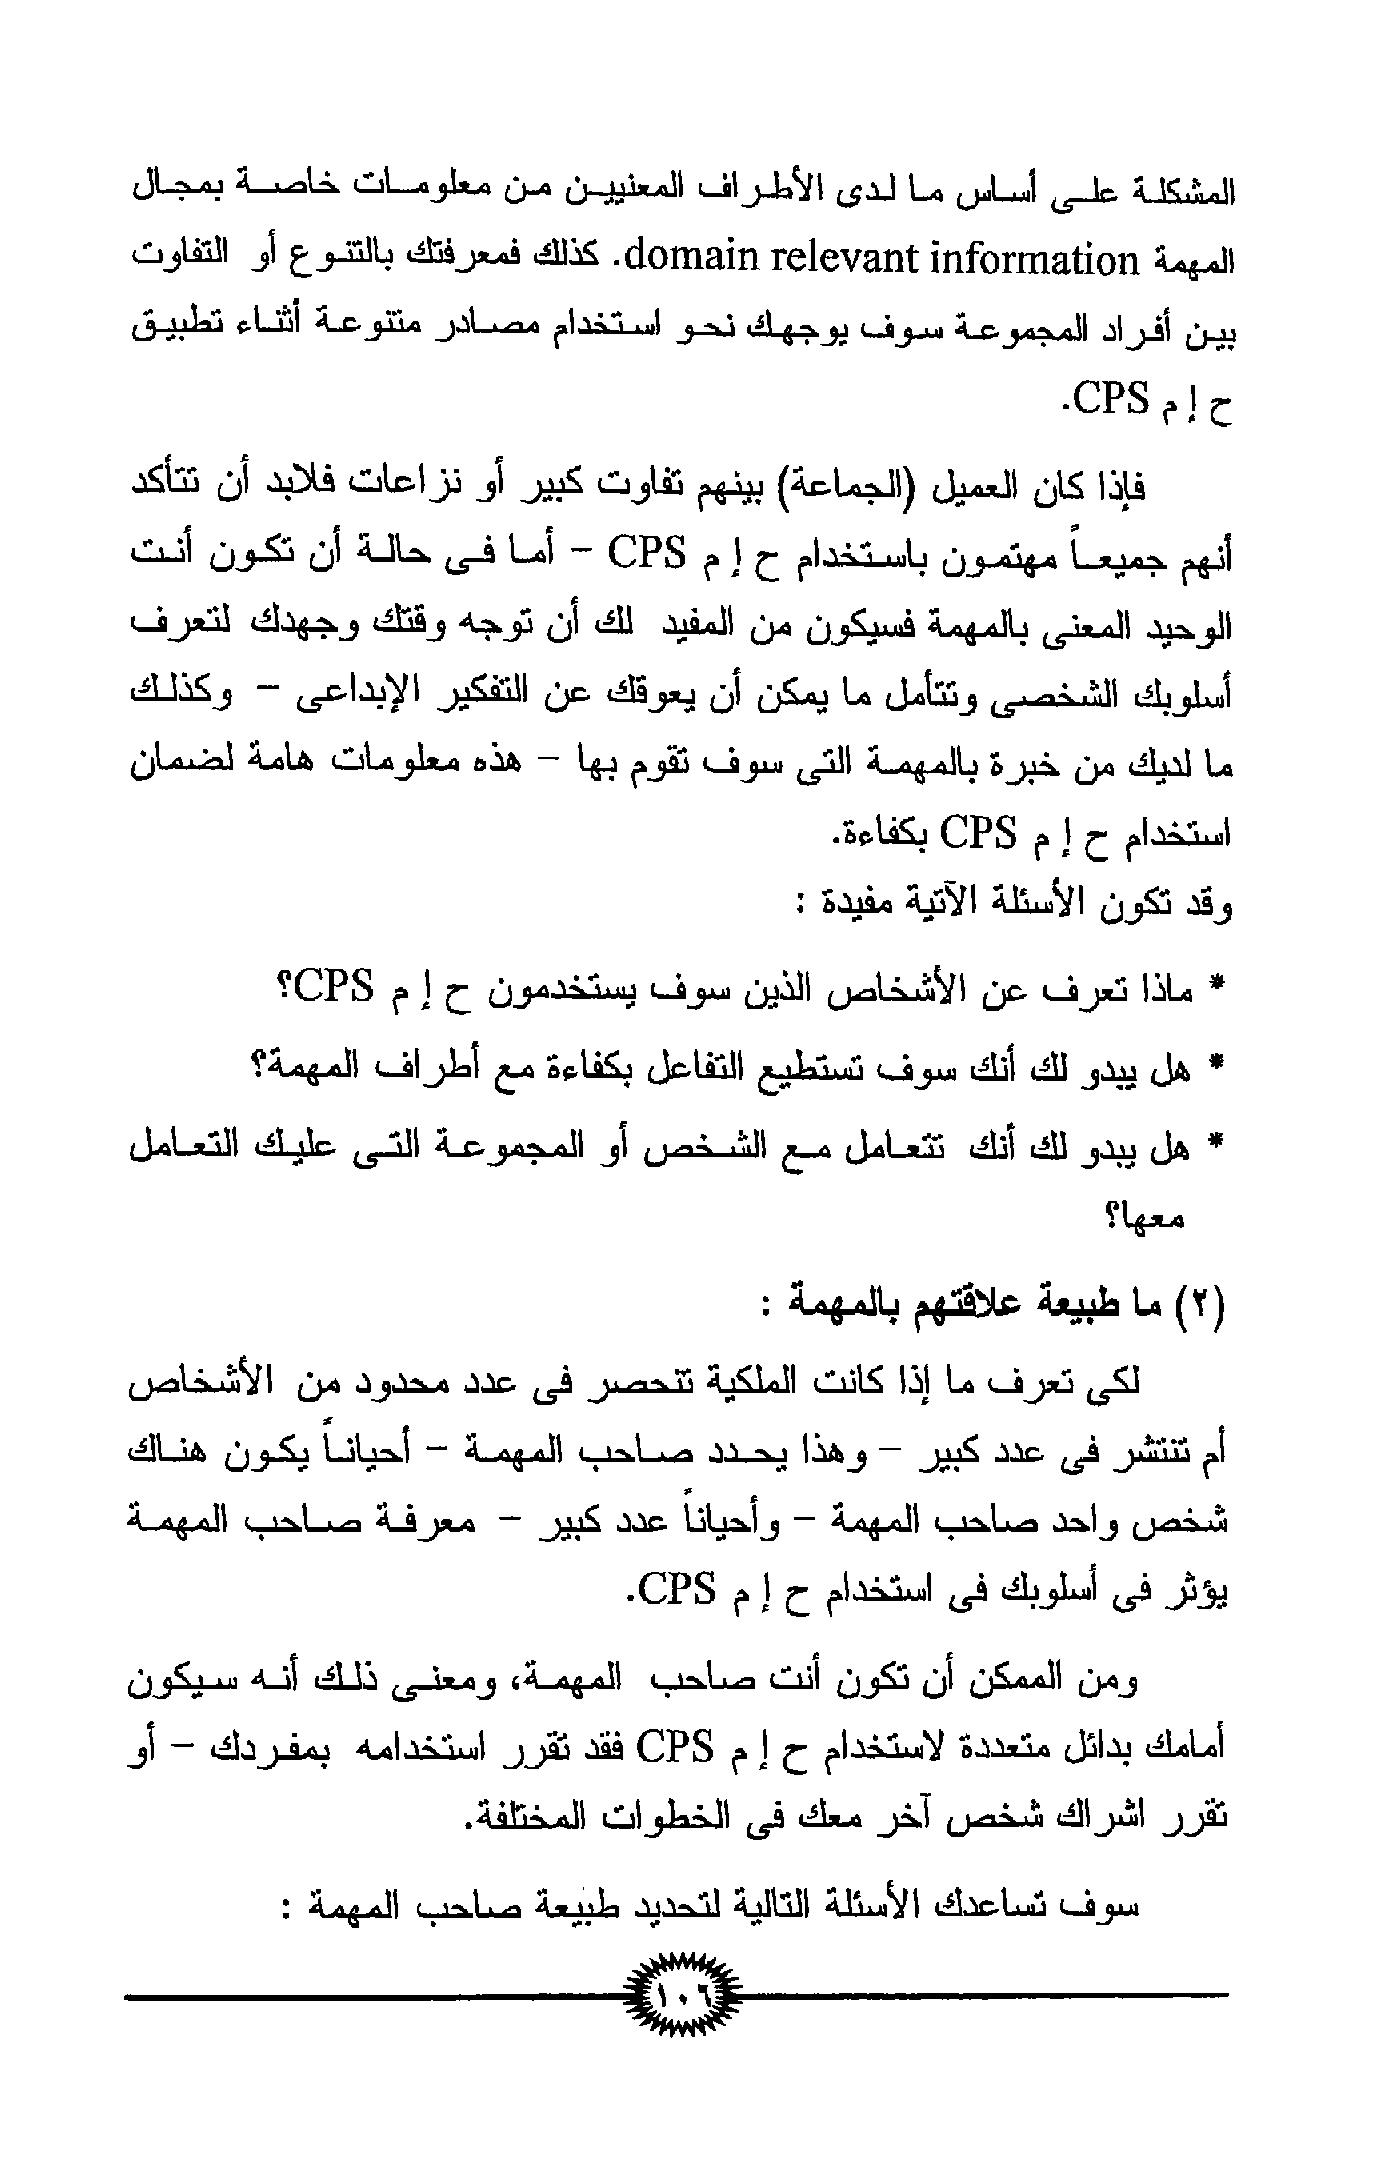 المشكلة على أساس ما لدى الأطراف المعنيين من معلومات خاصة بمجال
المهمة domain relevant information. كذلك فمعرفتك بالتنوع أو التفاوت
بين أفراد المجموعة سوف يوجهك نحو استخدام مصادر متنوعة أثناء تطبيق
ح إ م CPS.
فإذا كان العميل (الجماعة) بينهم تفاوت كبير أو نزاعات فلابد أن تتأكد
أنهم جميعاً مهتمون باستخدام ح إ م CPS - أما فى حالة أن تكون أنت
الوحيد المعنى بالمهمة فسيكون من المفيد لك أن توجه وقتك وجهدك لتعرف
أسلوبك الشخصى وتتأمل ما يمكن أن يعوقك عن التفكير الإبداعى - وكذلك
ما لديك من خبرة بالمهمة التى سوف تقوم بها - هذه معلومات هامة لضمان
استخدام ح إ م CPS بكفاءة.
وقد تكون الأسئلة الآتية مفيدة :
* ماذا تعرف عن الأشخاص الذين سوف يستخدمون ح إ م CPS؟
* هل يبدو لك أنك سوف تستطيع التفاعل بكفاءة مع أطراف المهمة؟
* هل يبدو لك أنك تتعامل مع الشخص أو المجموعة التى عليك التعامل
معها؟
(٢) ما طبيعة علاقتهم بالمهمة :
لكى تعرف ما إذا كانت الملكية تنحصر فى عدد محدود من الأشخاص
أم تنتشر فى عدد كبير - وهذا يحدد صاحب المهمة - أحياناً يكون هناك
شخص واحد صاحب المهمة - وأحياناً عدد كبير - معرفة صاحب المهمة
يؤثر فى أسلوبك فى استخدام ح إ م CPS.
ومن الممكن أن تكون أنت صاحب المهمة، ومعنى ذلك أنه سيكون
أمامك بدائل متعددة لاستخدام ح إ م CPS فقد تقرر استخدامه بمفردك - أو
تقرر اشراك شخص آخر معك فى الخطوات المختلفة.
سوف تساعدك الأسئلة التالية لتحديد طبيعة صاحب المهمة :
١٠٦